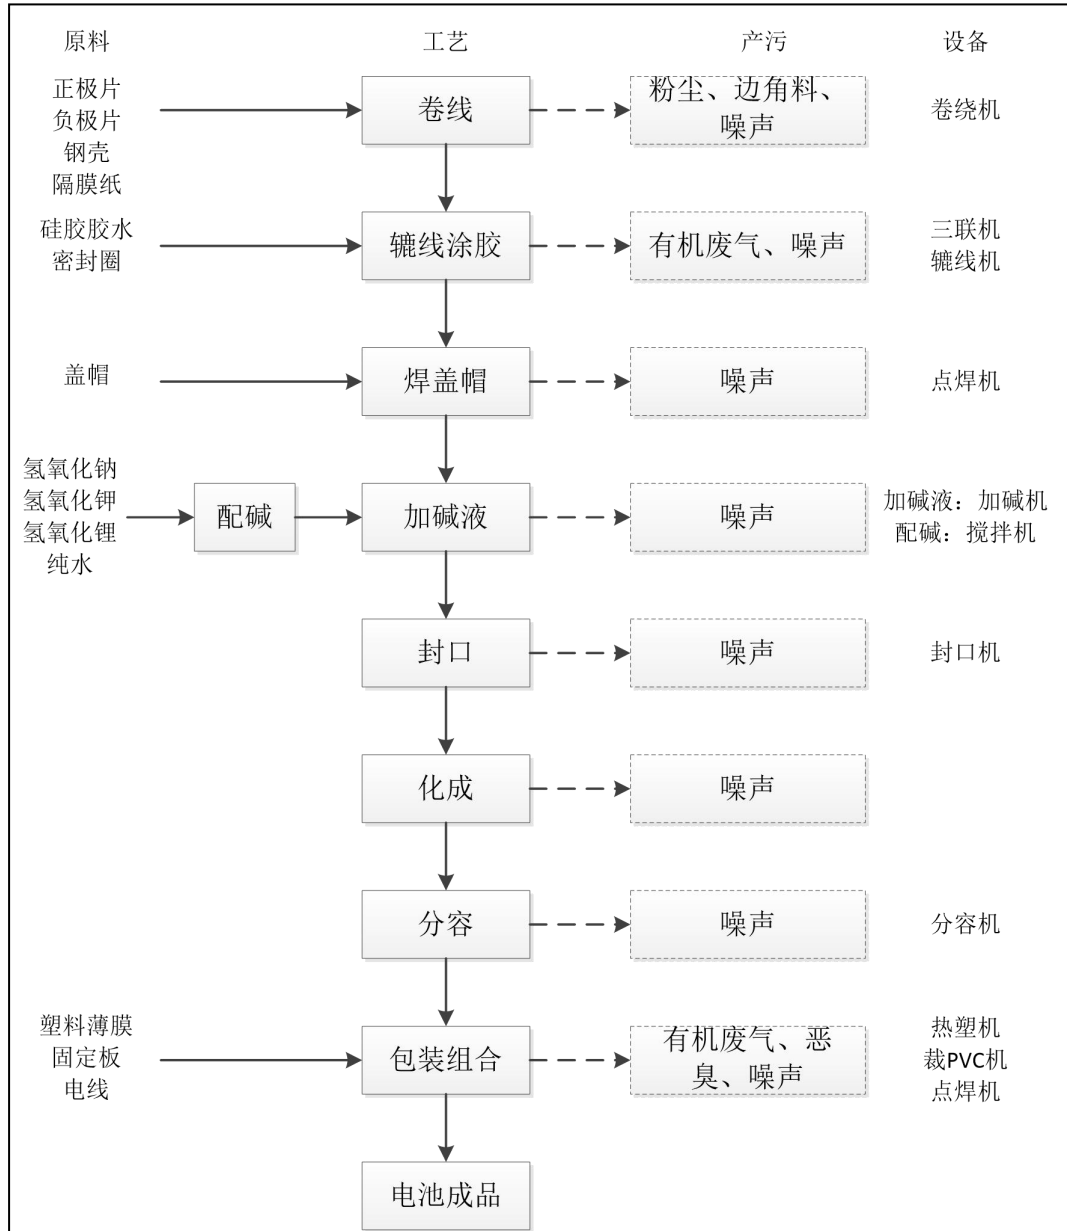 原料 工艺 产污 设备
正极片
负极片
钢壳
隔膜纸
卷线
粉尘、边角料、
噪声
卷绕机
硅胶胶水
密封圈
辘线涂胶
有机废气、噪声
三联机
辘线机
盖帽
焊盖帽
噪声
点焊机
氢氧化钠
氢氧化钾
氢氧化锂
纯水
配碱
加碱液
噪声
加碱液：加碱机
配碱：搅拌机
封口
噪声
封口机
化成
噪声
分容
噪声
分容机
塑料薄膜
固定板
电线
包装组合
有机废气、恶
臭、噪声
热塑机
裁PVC机
点焊机
电池成品